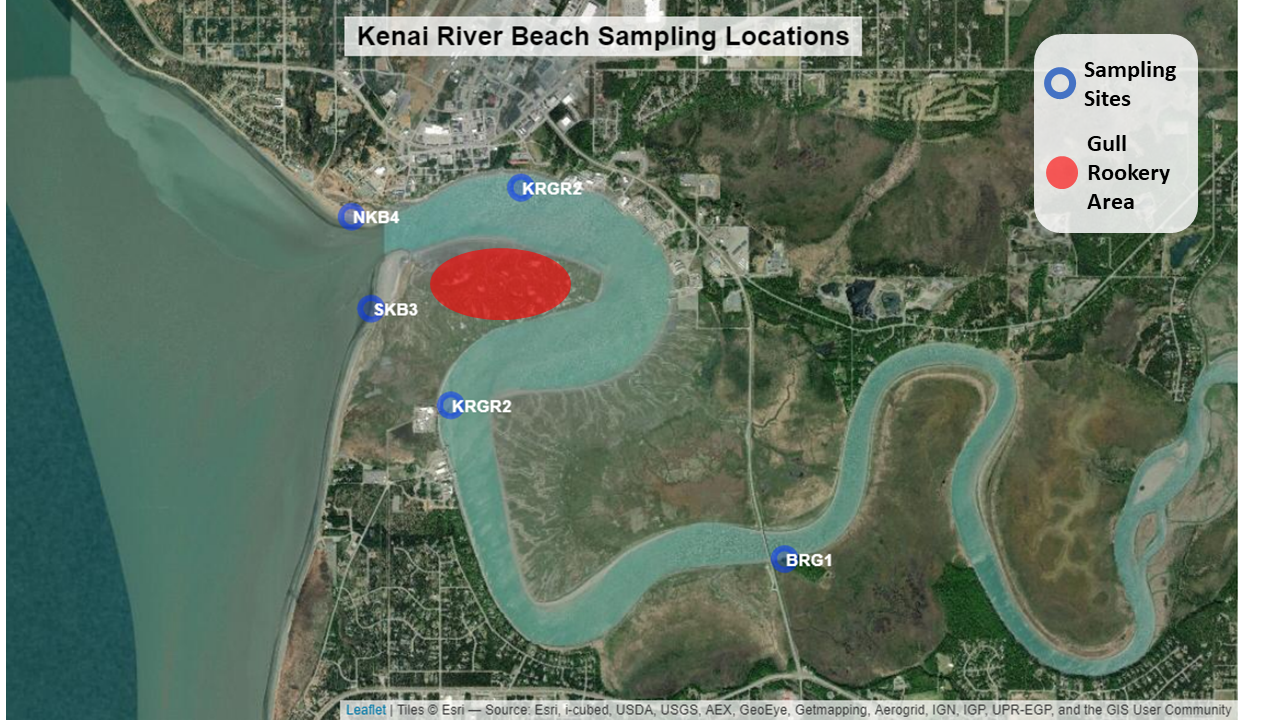 Kenai River Beach Sampling Locations
Sampling
Sites
Gull
Rookery
Area
KRGR2
NKB4
SKB3
KRGR2
BRG1
Leaflet | Tiles © Esri — Source: Esri, i-cubed, USDA, USGS, AEX, GeoEye, Getmapping, Aerogrid, IGN, IGP, UPR-EGP, and the GIS User Community